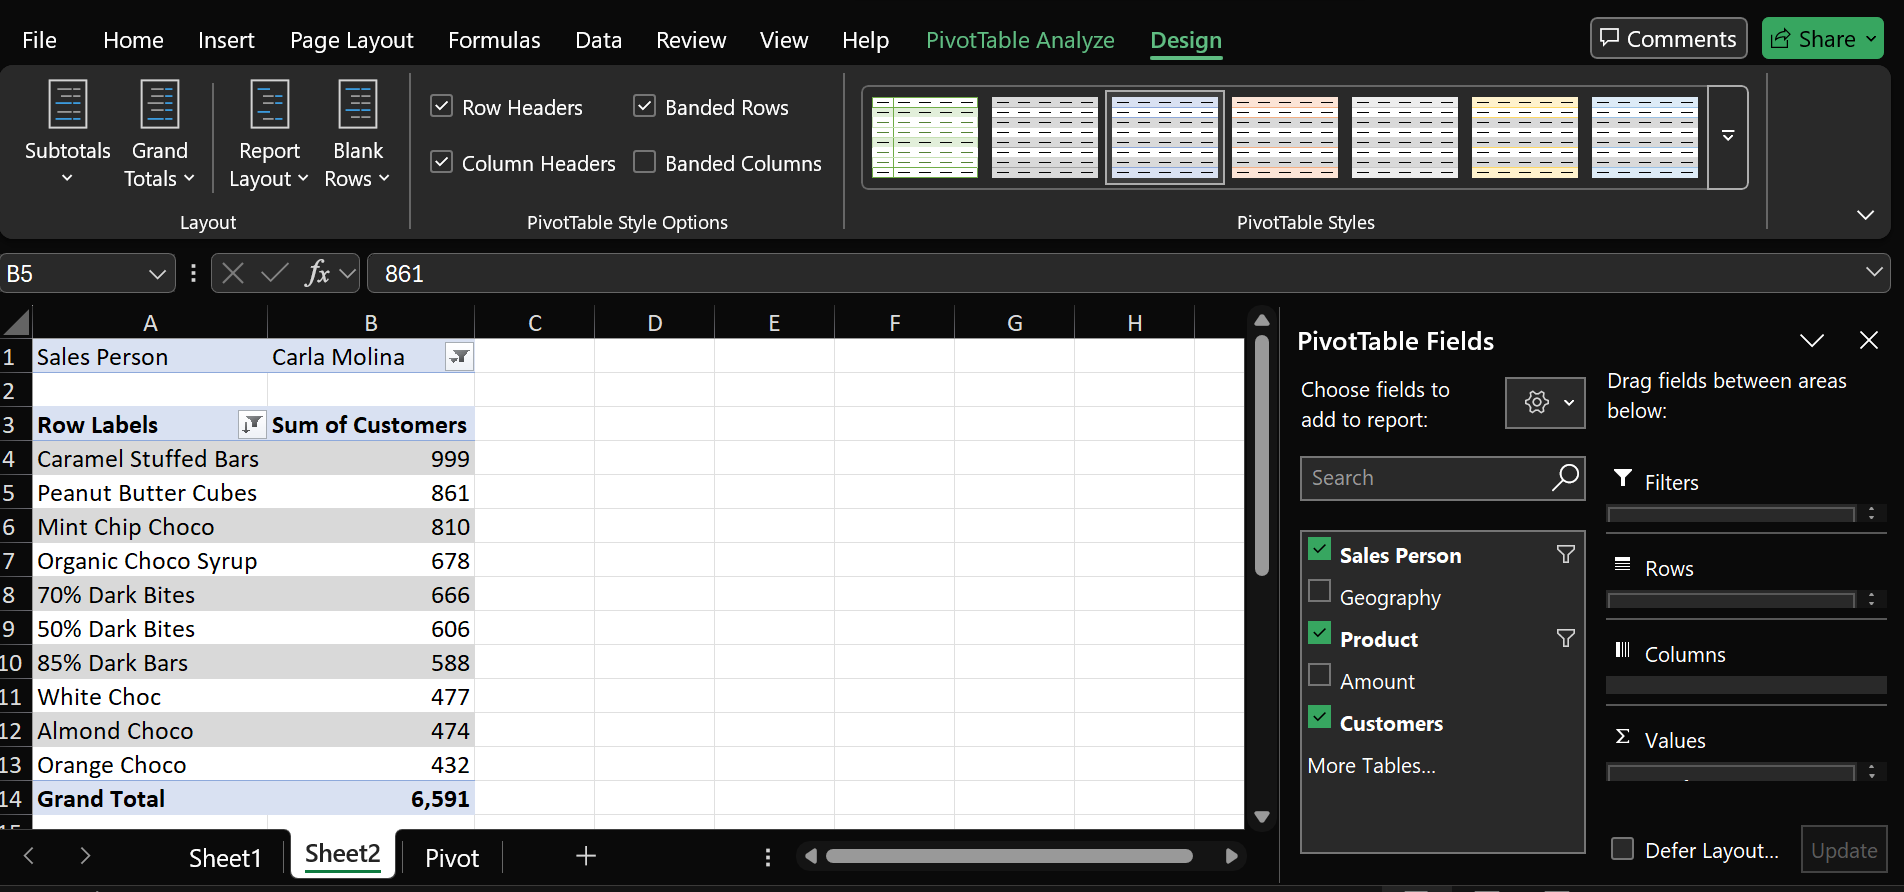 File Home Insert Page Layout Formulas Data Review View Help PivotTable Analyze Design Comments Share
Subtotals Grand Totals Report Layout Blank Rows
Row Headers Banded Rows
Column Headers Banded Columns
Layout PivotTable Style Options PivotTable Styles
B5 fx 861
A B C D E F G H
1 Sales Person Carla Molina
2
3 Row Labels Sum of Customers
4 Caramel Stuffed Bars 999
5 Peanut Butter Cubes 861
6 Mint Chip Choco 810
7 Organic Choco Syrup 678
8 70% Dark Bites 666
9 50% Dark Bites 606
10 85% Dark Bars 588
11 White Choc 477
12 Almond Choco 474
13 Orange Choco 432
14 Grand Total 6,591
Sheet1 Sheet2 Pivot
PivotTable Fields
Choose fields to
add to report:
Search
Sales Person
Geography
Product
Amount
Customers
More Tables...
Drag fields between areas
below:
Filters
Rows
Columns
Σ Values
Defer Layout... Update